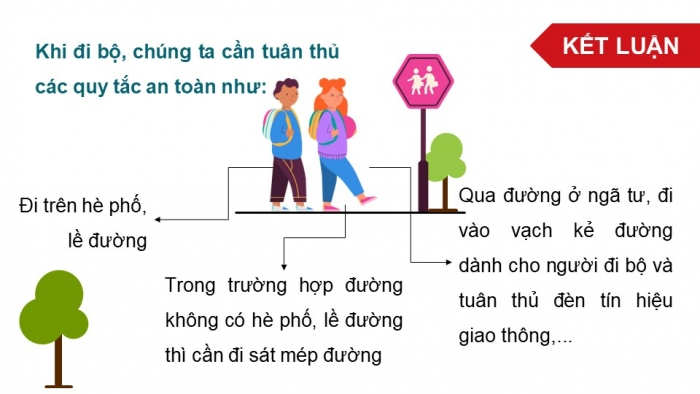 KẾT LUẬN
Khi đi bộ, chúng ta cần tuân thủ
các quy tắc an toàn như:
Đi trên hè phố,
lề đường
Trong trường hợp đường
không có hè phố, lề đường
thì cần đi sát mép đường
Qua đường ở ngã tư, đi
vào vạch kẻ đường
dành cho người đi bộ và
tuân thủ đèn tín hiệu
giao thông,...